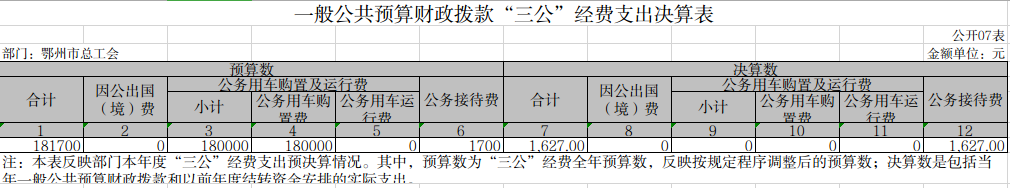 一般公共预算财政拨款“三公”经费支出决算表
公开07表
部门：鄂州市总工会 金额单位：元
预算数 决算数
合计 因公出国（境）费 公务用车购置及运行费 公务接待费 合计 因公出国（境）费 公务用车购置及运行费 公务接待费
小计 公务用车购置费 公务用车运行费 小计 公务用车购置费 公务用车运行费
1 2 3 4 5 6 7 8 9 10 11 12
181700 0 180000 180000 0 1700 1,627.00 0 0 0 0 1,627.00
注：本表反映部门本年度“三公”经费支出预决算情况。其中，预算数为“三公”经费全年预算数，反映按规定程序调整后的预算数；决算数是包括当
年一般公共预算财政拨款和以前年度结转资金安排的实际支出。